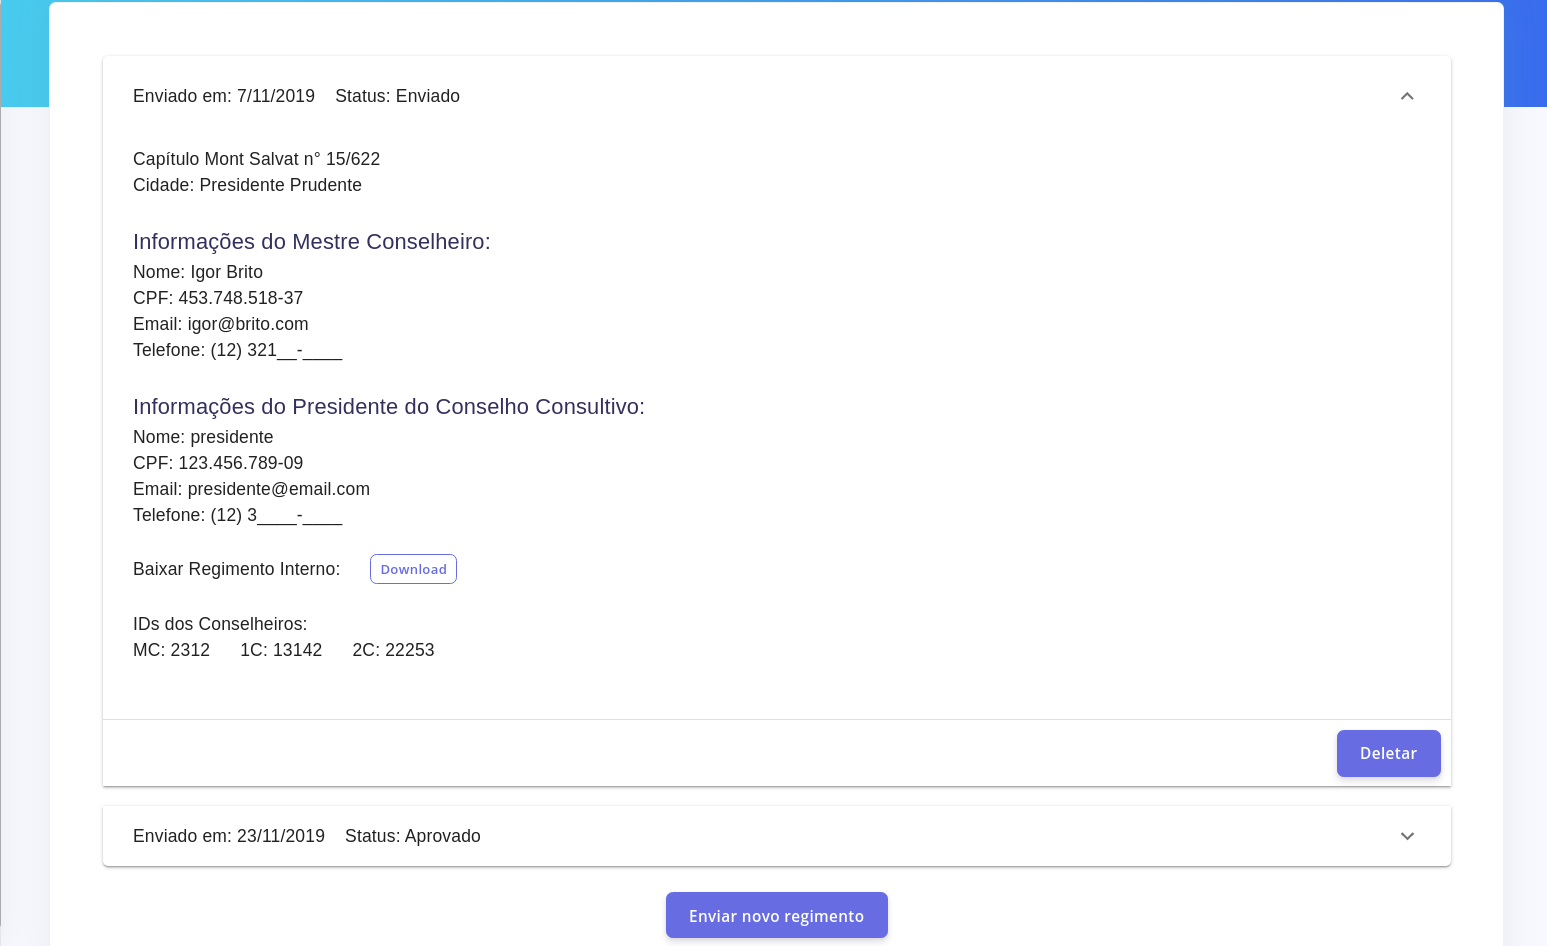 Enviado em: 7/11/2019 Status: Enviado
Capítulo Mont Salvat n° 15/622
Cidade: Presidente Prudente
Informações do Mestre Conselheiro:
Nome: Igor Brito
CPF: 453.748.518-37
Email: igor@brito.com
Telefone: (12) 321__-____
Informações do Presidente do Conselho Consultivo:
Nome: presidente
CPF: 123.456.789-09
Email: presidente@email.com
Telefone: (12) 3____-____
Baixar Regimento Interno: Download
IDs dos Conselheiros:
MC: 2312 1C: 13142 2C: 22253
Deletar
Enviado em: 23/11/2019 Status: Aprovado
Enviar novo regimento